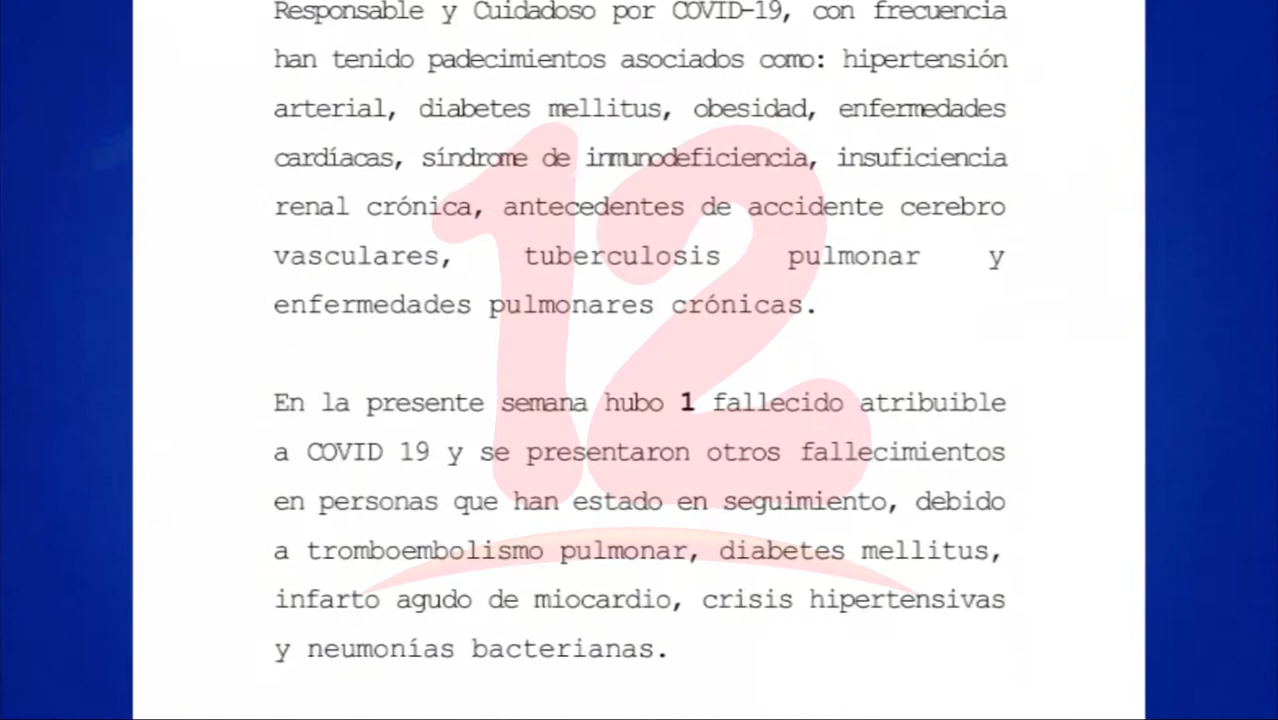 Responsable y Cuidadoso por COVID-19, con frecuencia
han tenido padecimientos asociados como: hipertensión
arterial, diabetes mellitus, obesidad, enfermedades
cardíacas, síndrome de inmunodeficiencia, insuficiencia
renal crónica, antecedentes de accidente cerebro
vasculares, tuberculosis pulmonar y
enfermedades pulmonares crónicas.
En la presente semana hubo 1 fallecido atribuible
a COVID 19 y se presentaron otros fallecimientos
en personas que han estado en seguimiento, debido
a tromboembolismo pulmonar, diabetes mellitus,
infarto agudo de miocardio, crisis hipertensivas
y neumonías bacterianas.
12